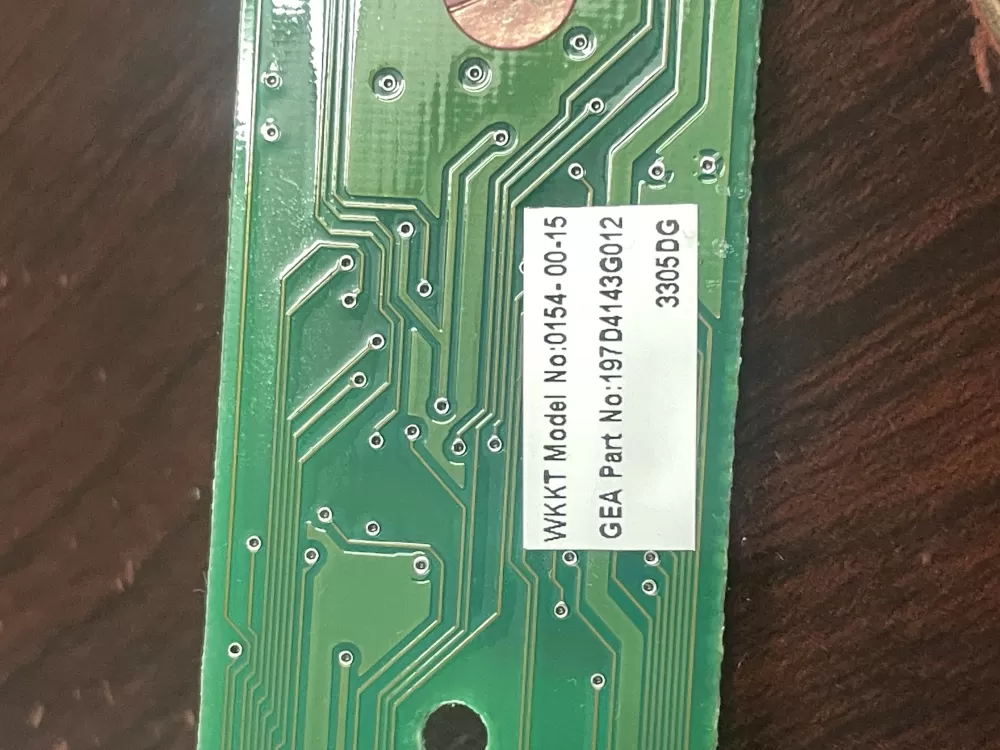 WKKT Model No:0154-00-15
GEA Part No:197D4143G012
3305DG